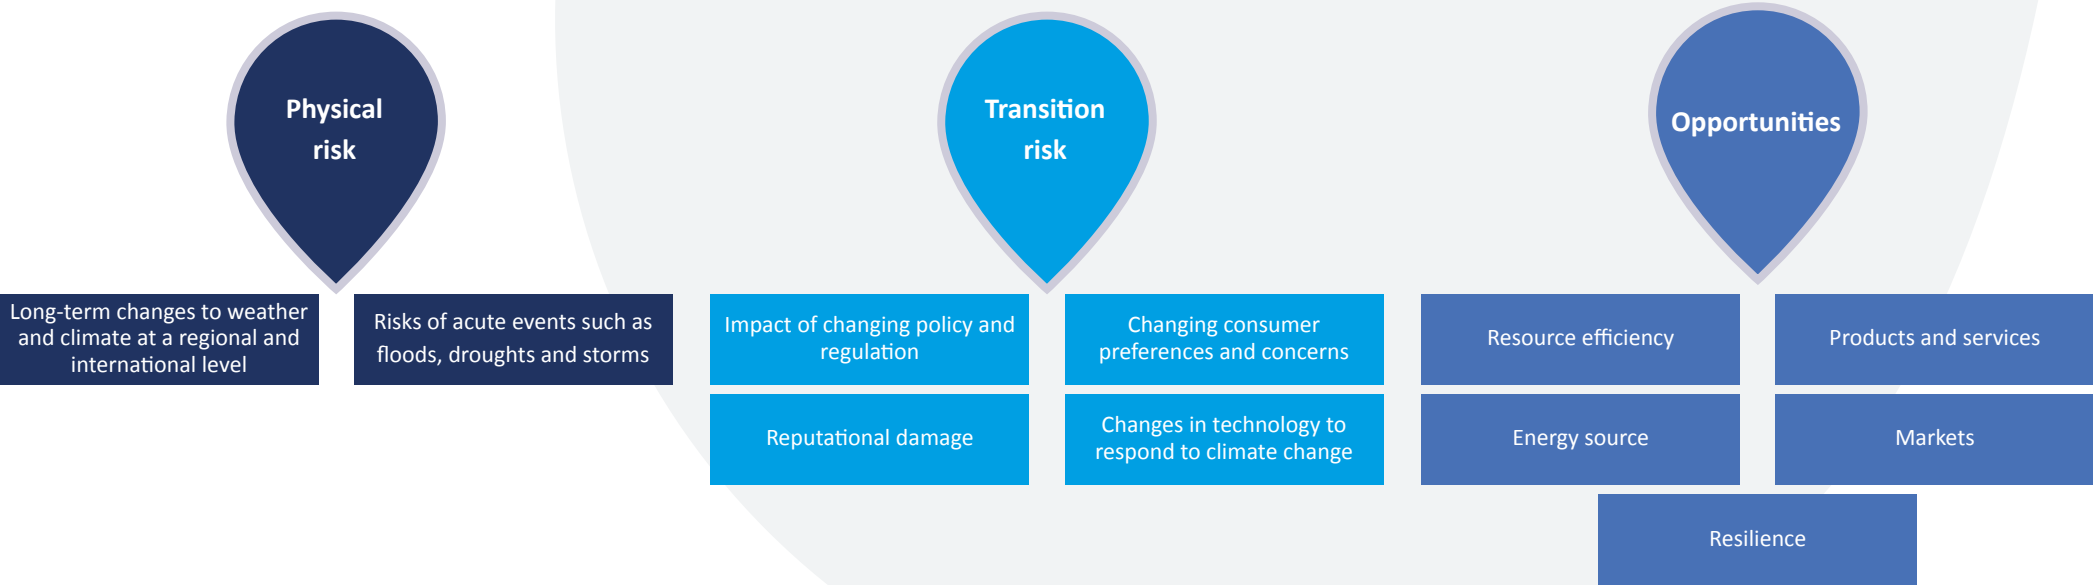 Physical
risk
Long-term changes to weather
and climate at a regional and
international level
Risks of acute events such as
floods, droughts and storms
Transition
risk
Impact of changing policy and
regulation
Changing consumer
preferences and concerns
Reputational damage
Changes in technology to
respond to climate change
Opportunities
Resource efficiency
Products and services
Energy source
Markets
Resilience